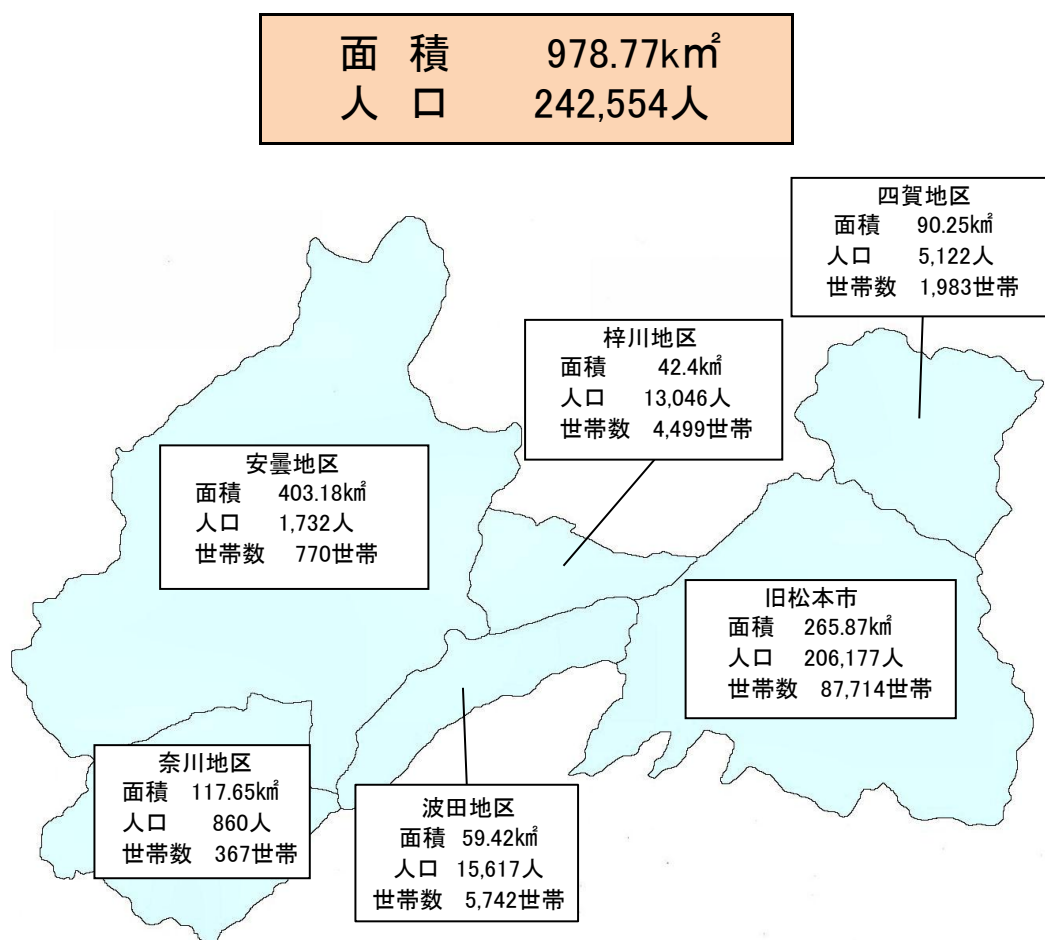 面 積 978.77k㎡
人 口 242,554人
四賀地区
面積 90.25k㎡
人口 5,122人
世帯数 1,983世帯
梓川地区
面積 42.4k㎡
人口 13,046人
世帯数 4,499世帯
安曇地区
面積 403.18k㎡
人口 1,732人
世帯数 770世帯
旧松本市
面積 265.87k㎡
人口 206,177人
世帯数 87,714世帯
奈川地区
面積 117.65k㎡
人口 860人
世帯数 367世帯
波田地区
面積 59.42k㎡
人口 15,617人
世帯数 5,742世帯